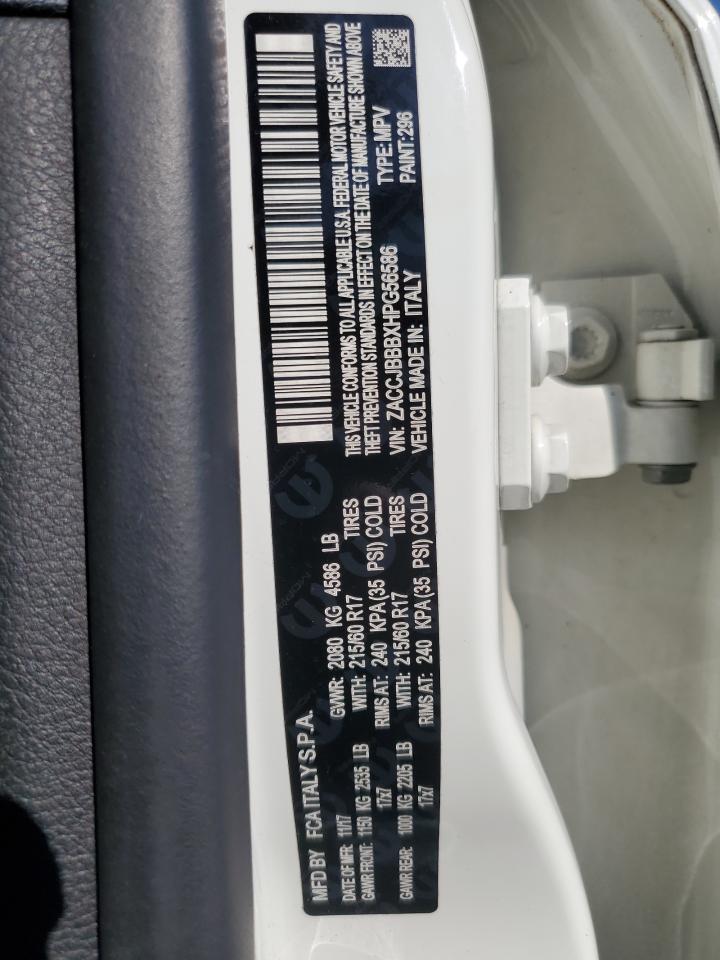 MFD BY FCA ITALY S.P.A.
DATE OF MFR: 11/17 GVWR: 2080 KG 4586 LB
GAWR FRONT: 1150 KG 2535 LB WITH: 215/60 R17 TIRES
17x7 RIMS AT: 240 KPA(35 PSI) COLD
GAWR REAR: 1000 KG 2205 LB WITH: 215/60 R17 TIRES
17x7 RIMS AT: 240 KPA(35 PSI) COLD
THIS VEHICLE CONFORMS TO ALL APPLICABLE U.S.A. FEDERAL MOTOR VEHICLE SAFETY AND
THEFT PREVENTION STANDARDS IN EFFECT ON THE DATE OF MANUFACTURE SHOWN ABOVE
VIN: ZACCJBBBXHPG56586 TYPE: MPV
VEHICLE MADE IN: ITALY PAINT:296